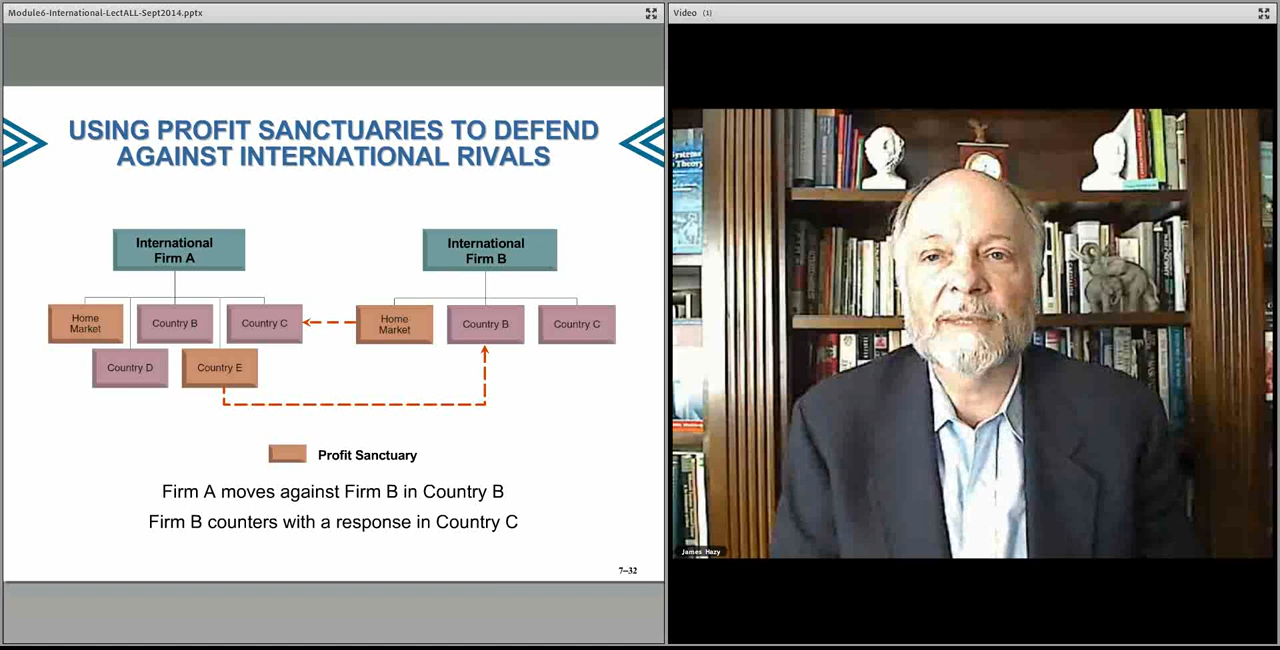 Module6-International-LectALL-Sept2014.pptx
Video (1)
USING PROFIT SANCTUARIES TO DEFEND
AGAINST INTERNATIONAL RIVALS
International
Firm A
International
Firm B
Home
Market
Country B
Country C
Home
Market
Country B
Country C
Country D
Country E
Profit Sanctuary
Firm A moves against Firm B in Country B
Firm B counters with a response in Country C
7–32
Systems
Theory
James Hazy